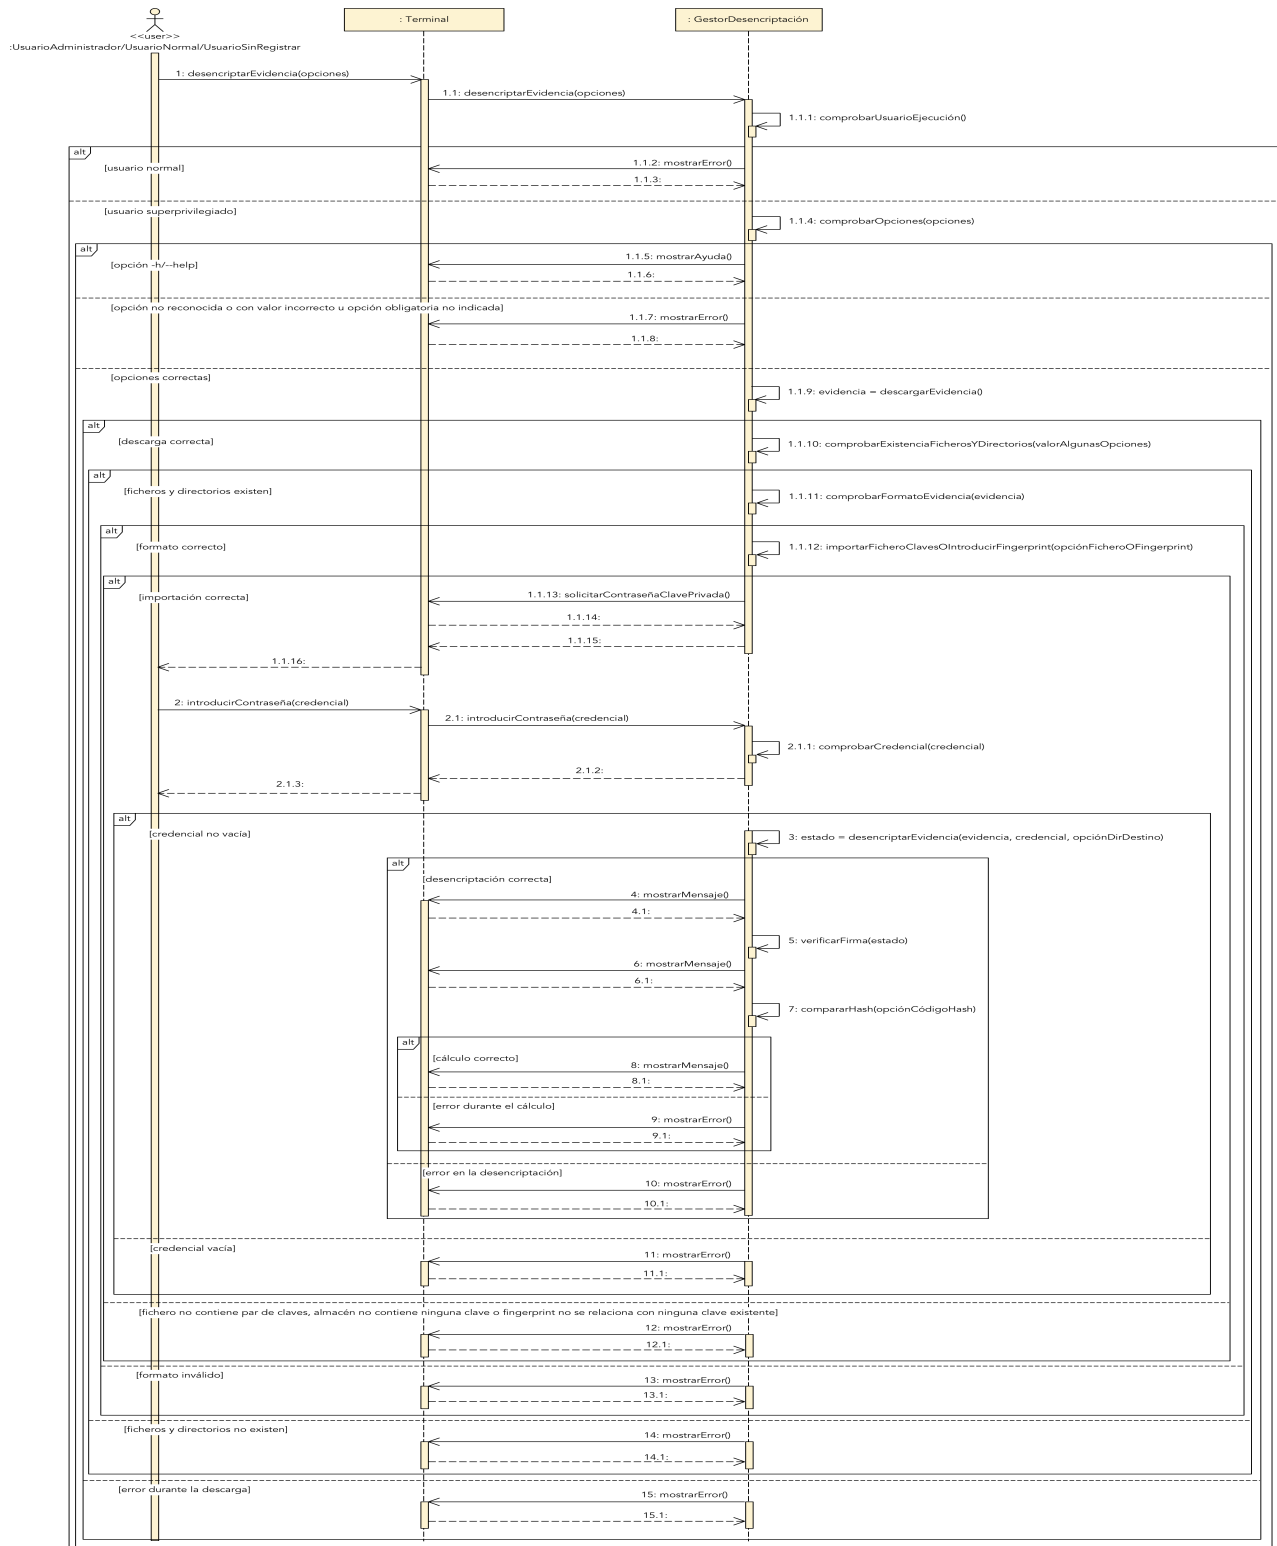 : Terminal
: GestorDesencriptación
<<user>>
:UsuarioAdministrador/UsuarioNormal/UsuarioSinRegistrar
1: desencriptarEvidencia(opciones)
1.1: desencriptarEvidencia(opciones)
1.1.1: comprobarUsuarioEjecución()
alt
[usuario normal]
1.1.2: mostrarError()
1.1.3:
[usuario superprivilegiado]
1.1.4: comprobarOpciones(opciones)
alt
[opción -h/--help]
1.1.5: mostrarAyuda()
1.1.6:
[opción no reconocida o con valor incorrecto u opción obligatoria no indicada]
1.1.7: mostrarError()
1.1.8:
[opciones correctas]
1.1.9: evidencia = descargarEvidencia()
alt
[descarga correcta]
1.1.10: comprobarExistenciaFicherosYDirectorios(valorAlgunasOpciones)
alt
[ficheros y directorios existen]
1.1.11: comprobarFormatoEvidencia(evidencia)
alt
[formato correcto]
1.1.12: importarFicheroClavesOIntroducirFingerprint(opciónFicheroOFingerprint)
alt
[importación correcta]
1.1.13: solicitarContraseñaClavePrivada()
1.1.14:
1.1.15:
1.1.16:
2: introducirContraseña(credencial)
2.1: introducirContraseña(credencial)
2.1.1: comprobarCredencial(credencial)
2.1.2:
2.1.3:
alt
[credencial no vacía]
3: estado = desencriptarEvidencia(evidencia, credencial, opciónDirDestino)
alt
[desencriptación correcta]
4: mostrarMensaje()
4.1:
5: verificarFirma(estado)
6: mostrarMensaje()
6.1:
7: compararHash(opciónCódigoHash)
alt
[cálculo correcto]
8: mostrarMensaje()
8.1:
[error durante el cálculo]
9: mostrarError()
9.1:
[error en la desencriptación]
10: mostrarError()
10.1:
[credencial vacía]
11: mostrarError()
11.1:
[fichero no contiene par de claves, almacén no contiene ninguna clave o fingerprint no se relaciona con ninguna clave existente]
12: mostrarError()
12.1:
[formato inválido]
13: mostrarError()
13.1:
[ficheros y directorios no existen]
14: mostrarError()
14.1:
[error durante la descarga]
15: mostrarError()
15.1: